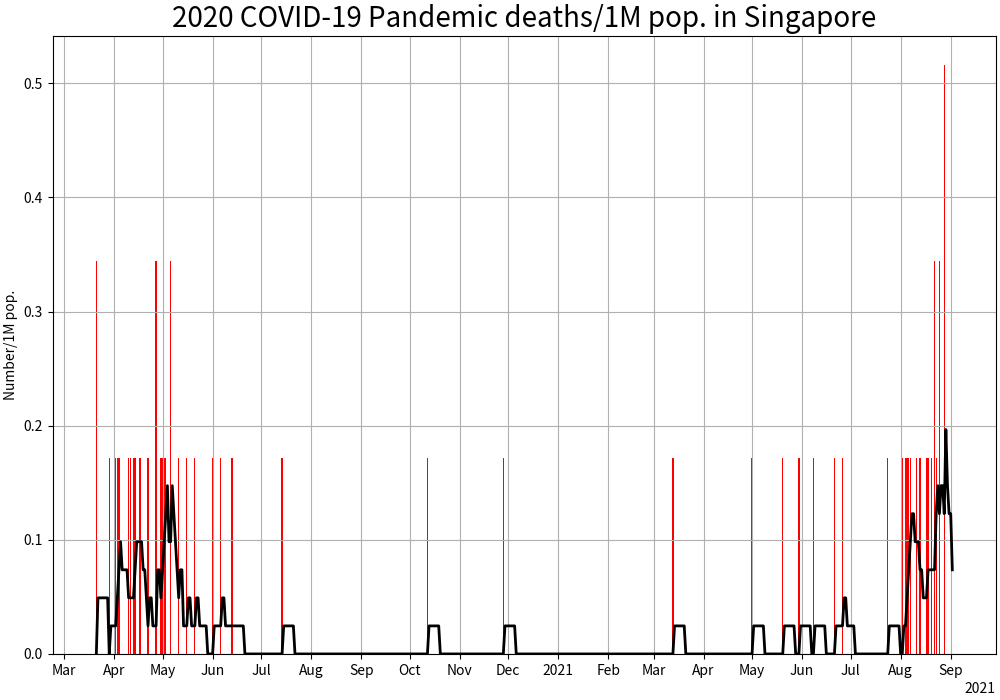 2020 COVID-19 Pandemic deaths/1M pop. in Singapore
Number/1M pop.
0.5
0.4
0.3
0.2
0.1
0.0
Mar Apr May Jun Jul Aug Sep Oct Nov Dec 2021 Feb Mar Apr May Jun Jul Aug Sep
2021